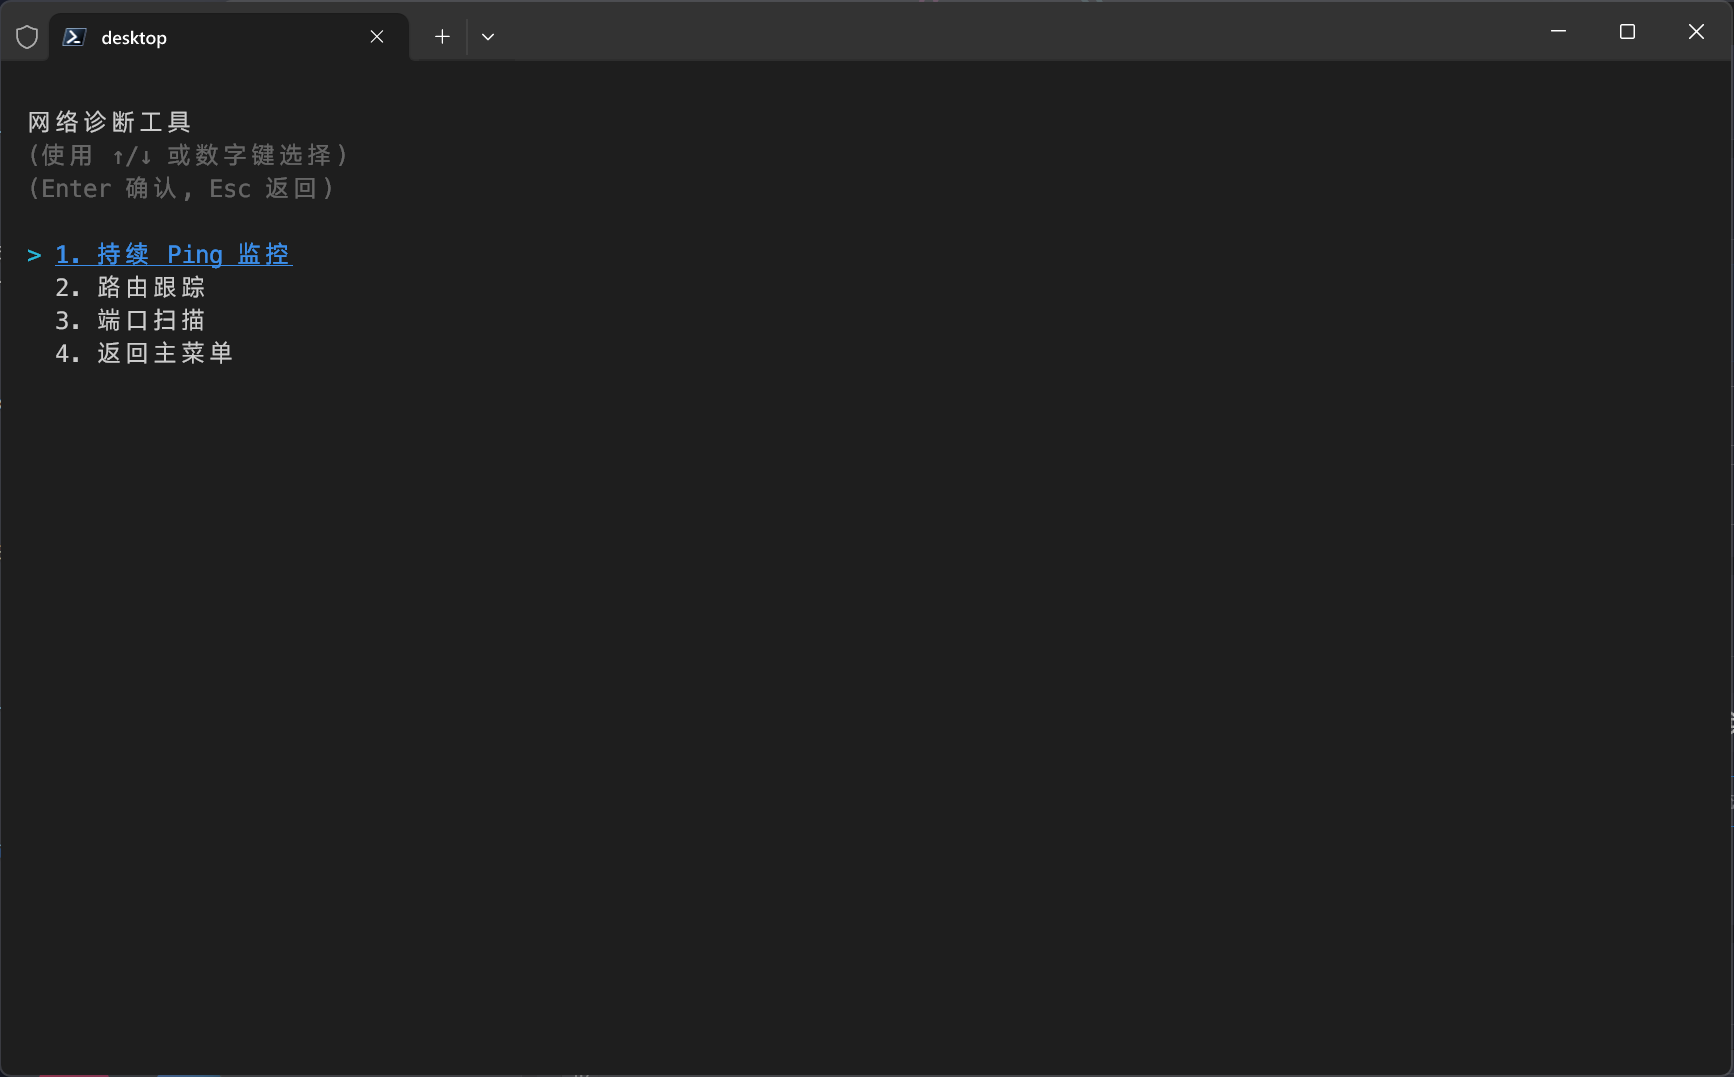 desktop
网络诊断工具
(使用 ↑/↓ 或数字键选择)
(Enter 确认, Esc 返回)
> 1. 持续 Ping 监控
2. 路由跟踪
3. 端口扫描
4. 返回主菜单